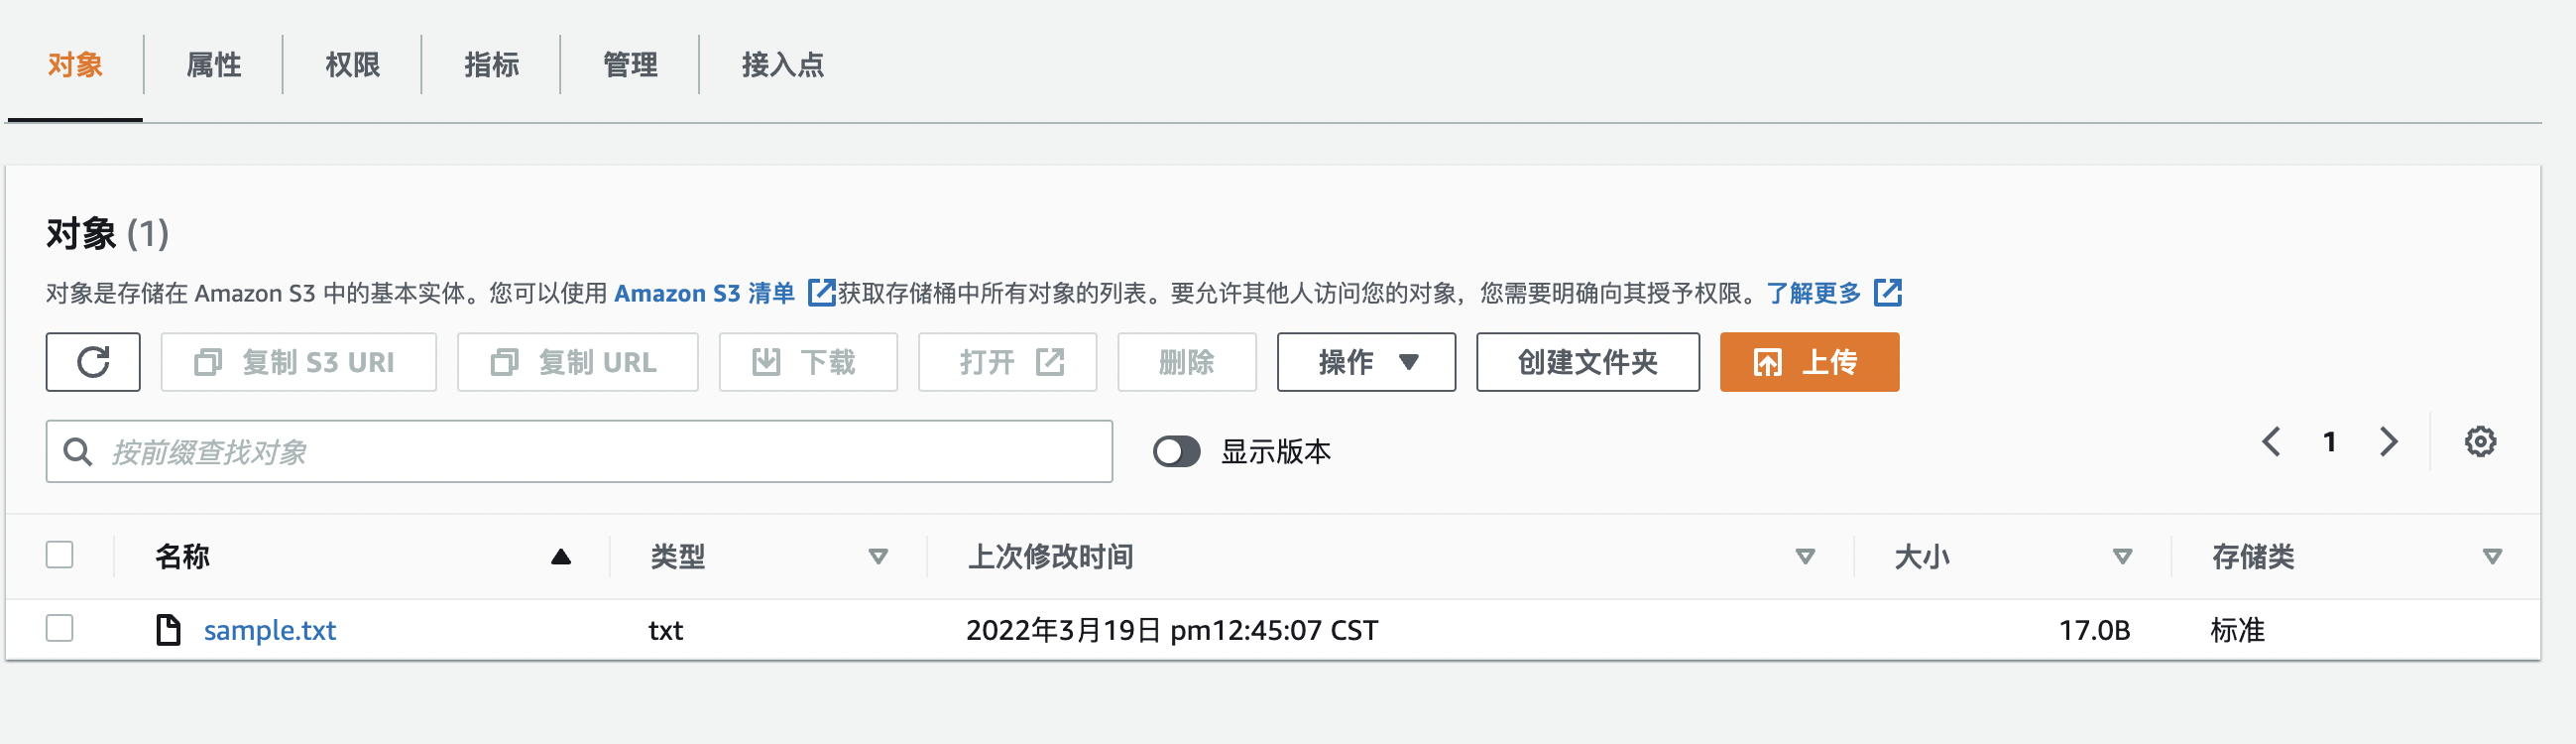 对象 属性 权限 指标 管理 接入点
对象 (1)
对象是存储在 Amazon S3 中的基本实体。您可以使用 Amazon S3 清单 获取存储桶中所有对象的列表。要允许其他人访问您的对象，您需要明确向其授予权限。了解更多
复制 S3 URI 复制 URL 下载 打开 删除 操作 创建文件夹 上传
按前缀查找对象 显示版本 1
名称 类型 上次修改时间 大小 存储类
sample.txt txt 2022年3月19日 pm12:45:07 CST 17.0B 标准